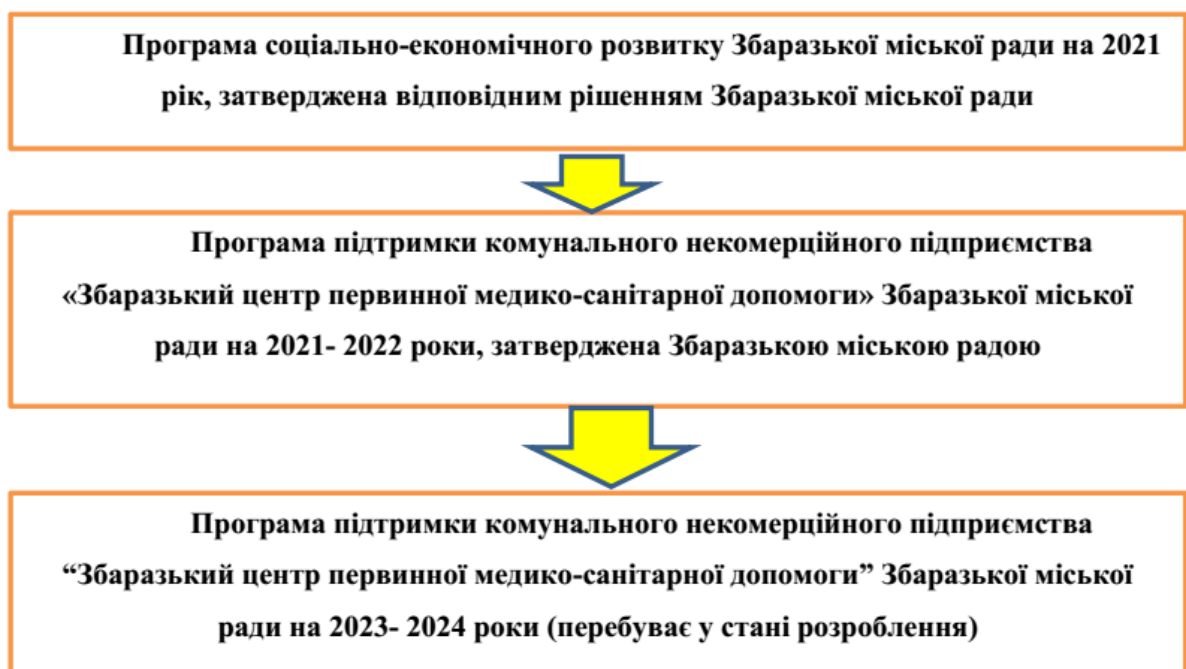 Програма соціально-економічного розвитку Збаразької міської ради на 2021
рік, затверджена відповідним рішенням Збаразької міської ради
Програма підтримки комунального некомерційного підприємства
«Збаразький центр первинної медико-санітарної допомоги» Збаразької міської
ради на 2021- 2022 роки, затверджена Збаразькою міською радою
Програма підтримки комунального некомерційного підприємства
“Збаразький центр первинної медико-санітарної допомоги” Збаразької міської
ради на 2023- 2024 роки (перебуває у стані розроблення)